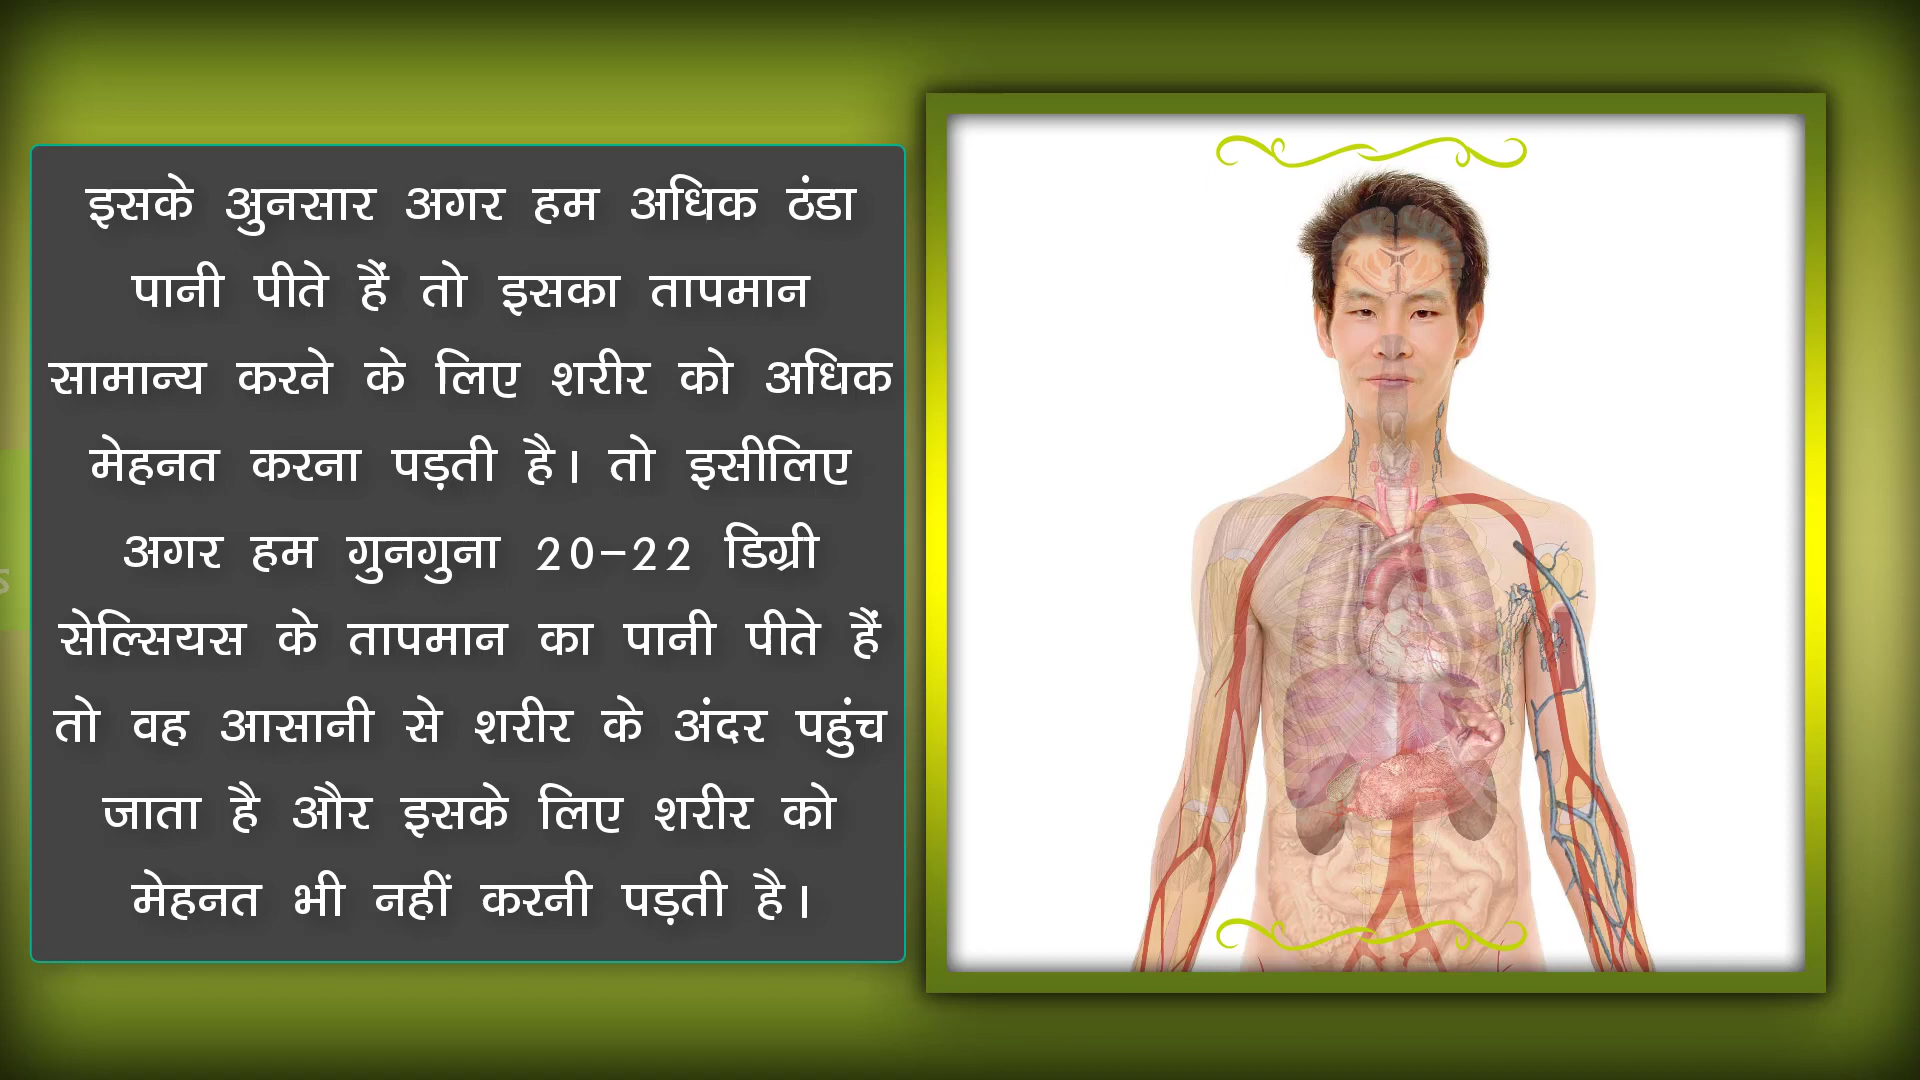 इसके अुनसार अगर हम अधिक ठंडा
पानी पीते हैं तो इसका तापमान
सामान्य करने के लिए शरीर को अधिक
मेहनत करना पड़ती है। तो इसीलिए
अगर हम गुनगुना 20-22 डिग्री
सेल्सियस के तापमान का पानी पीते हैं
तो वह आसानी से शरीर के अंदर पहुंच
जाता है और इसके लिए शरीर को
मेहनत भी नहीं करनी पड़ती है।